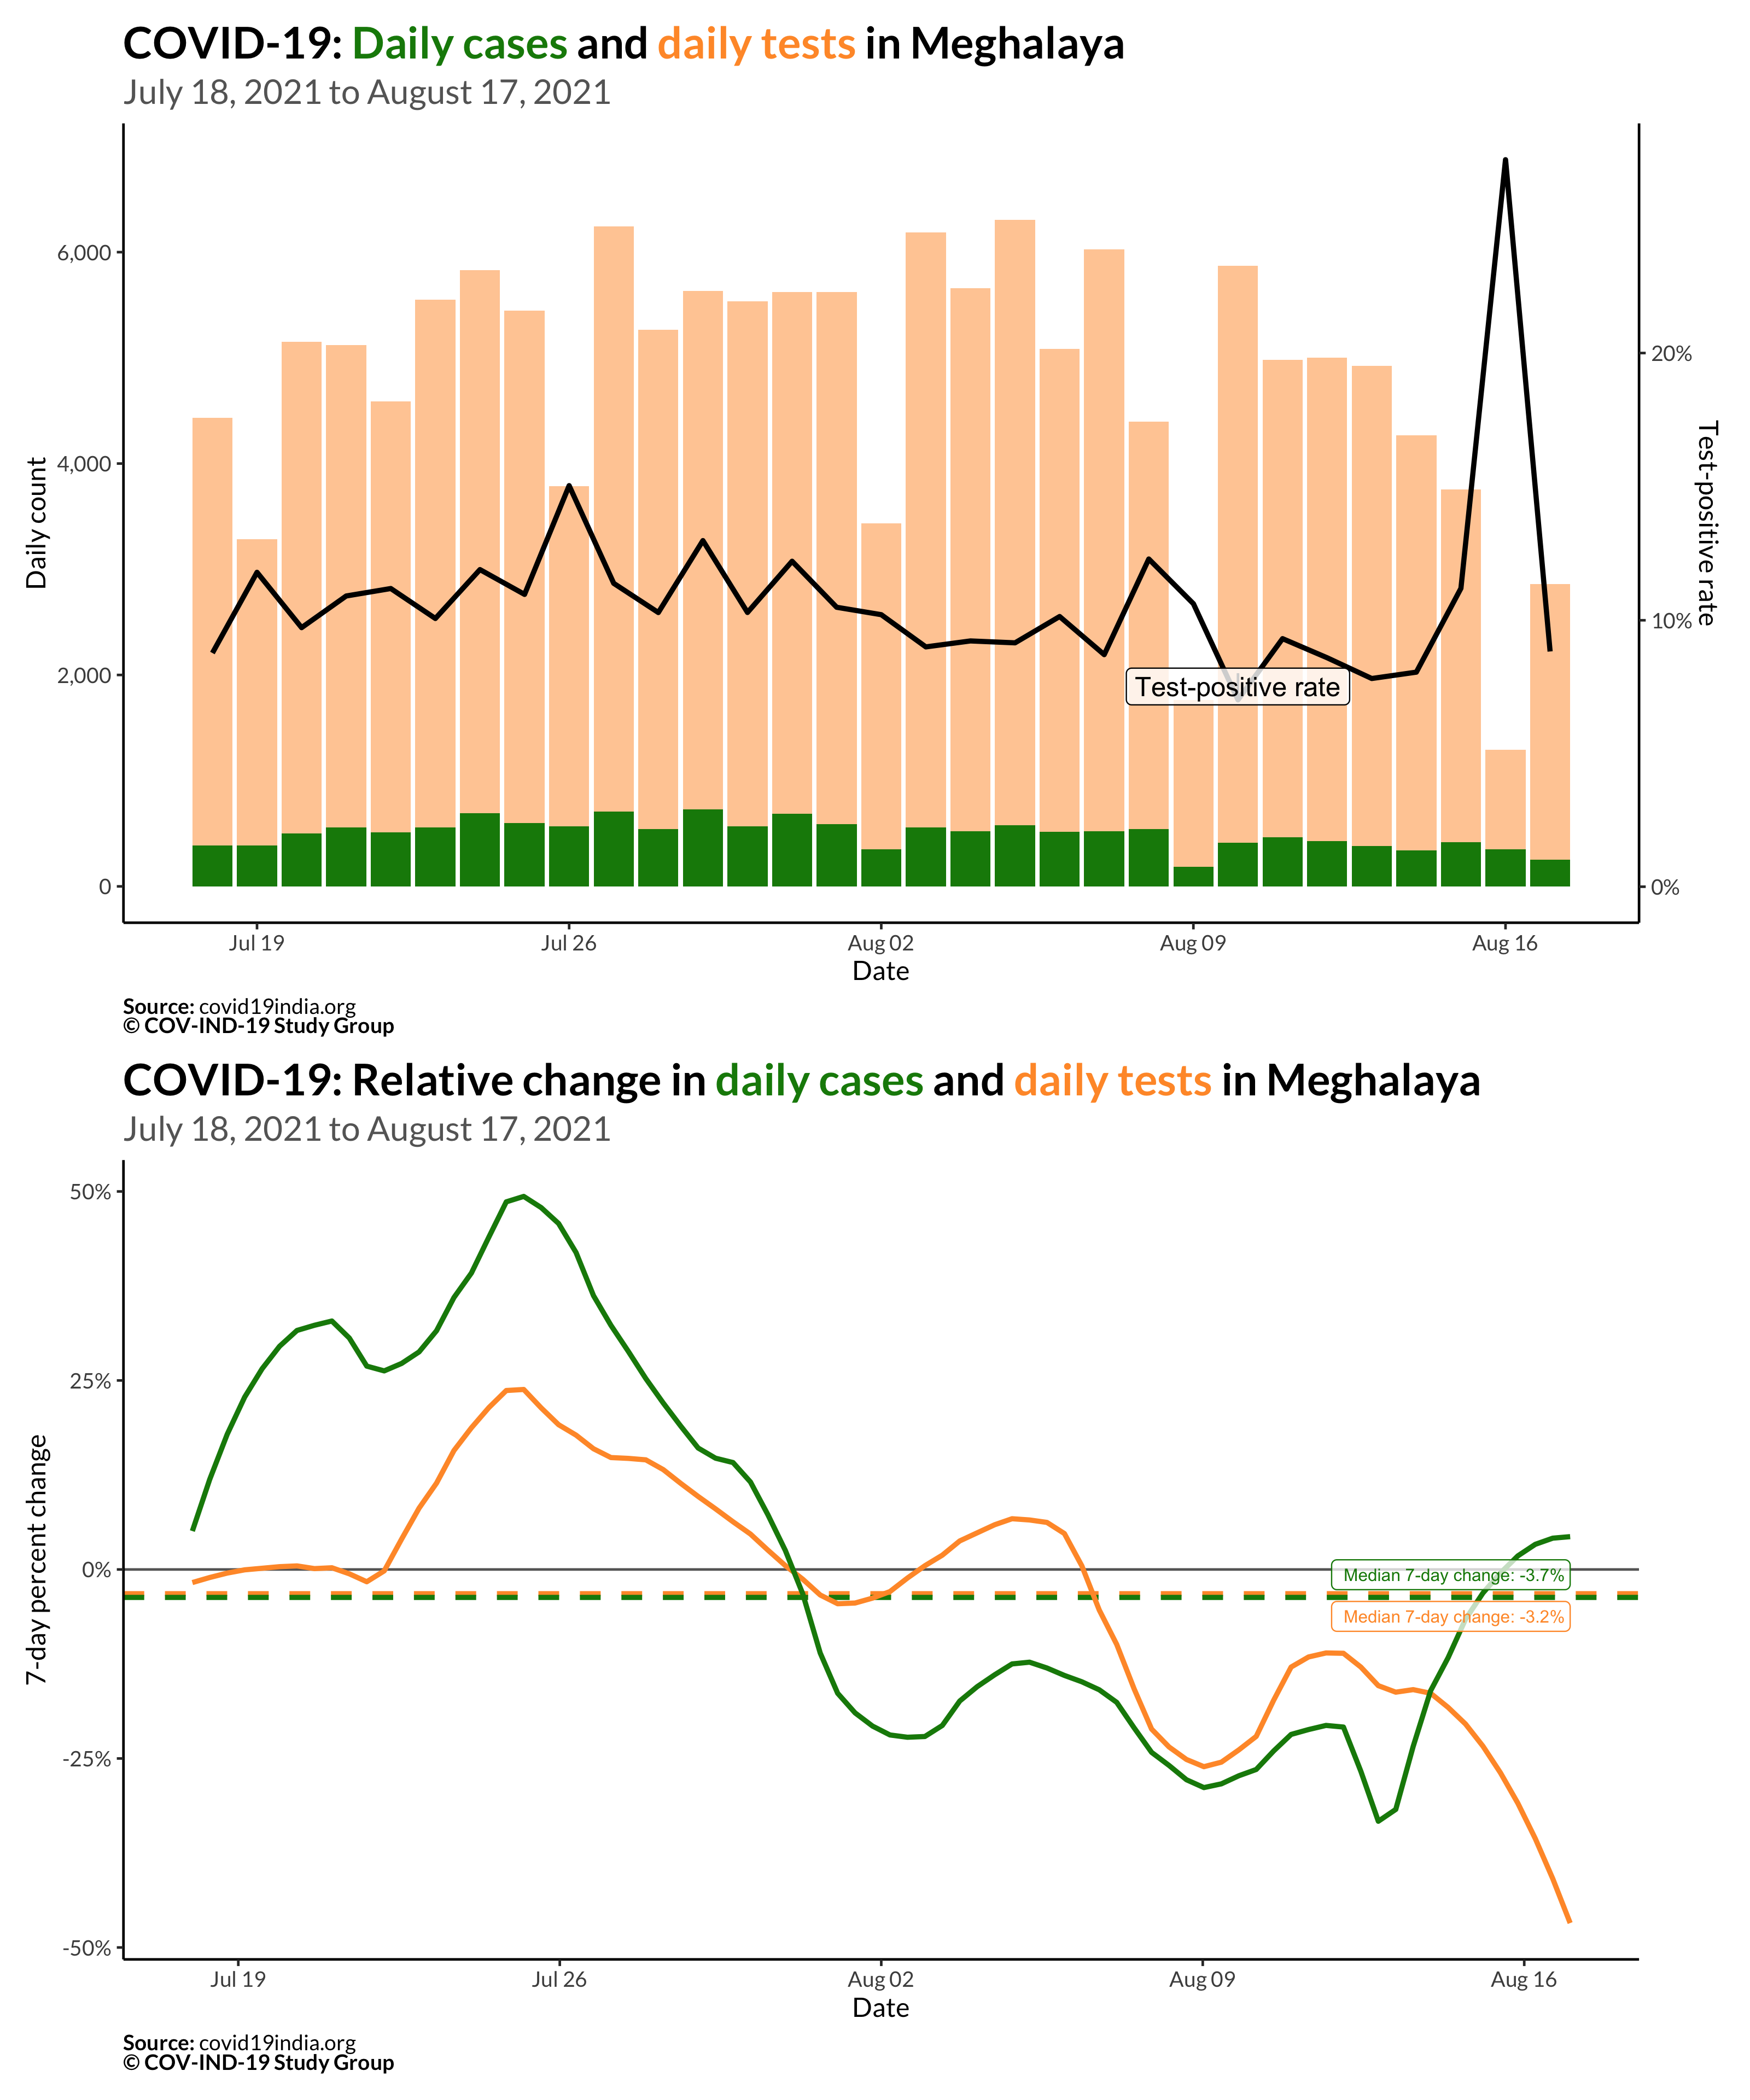 COVID-19: Daily cases and daily tests in Meghalaya
July 18, 2021 to August 17, 2021
Daily count
6,000
4,000
2,000
0
20%
10%
0%
Test-positive rate
Test-positive rate
Jul 19
Jul 26
Aug 02
Aug 09
Aug 16
Date
Source: covid19india.org
© COV-IND-19 Study Group
COVID-19: Relative change in daily cases and daily tests in Meghalaya
July 18, 2021 to August 17, 2021
7-day percent change
50%
25%
0%
-25%
-50%
Median 7-day change: -3.7%
Median 7-day change: -3.2%
Jul 19
Jul 26
Aug 02
Aug 09
Aug 16
Date
Source: covid19india.org
© COV-IND-19 Study Group